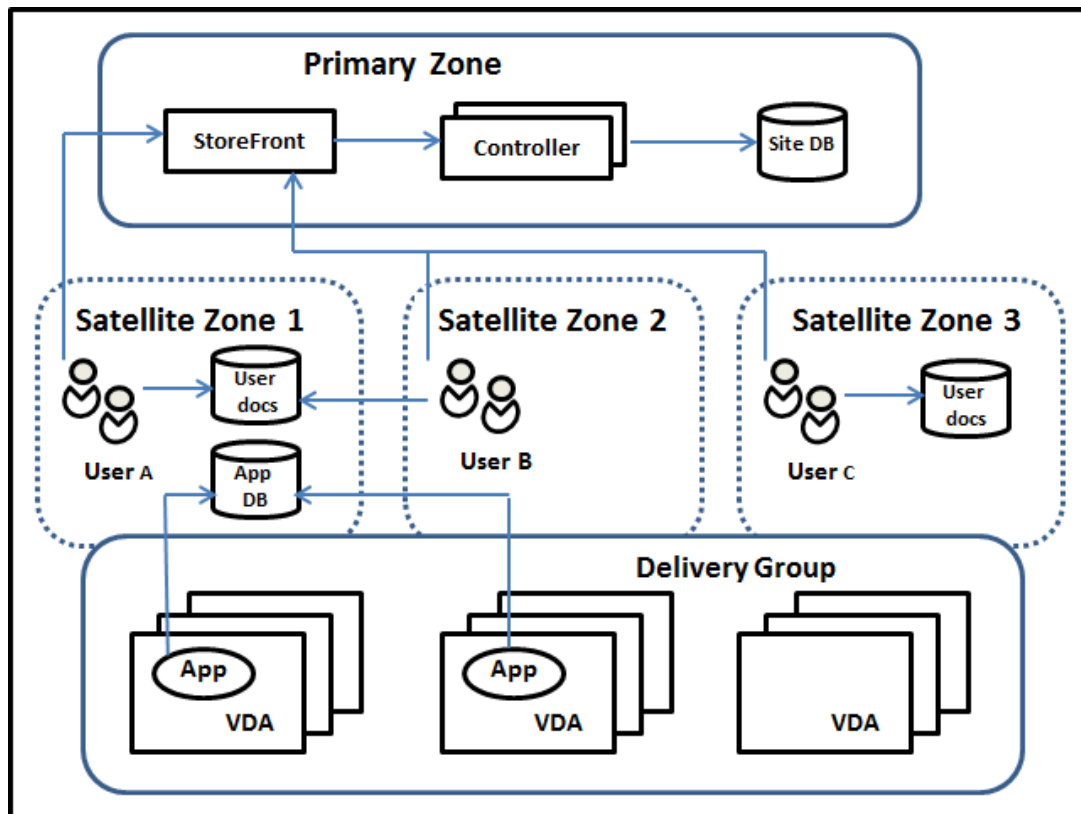 Primary Zone
StoreFront
Controller
Site DB
Satellite Zone 1
Satellite Zone 2
Satellite Zone 3
User
docs
User
docs
User A
User B
User C
App
DB
Delivery Group
App
VDA
App
VDA
VDA